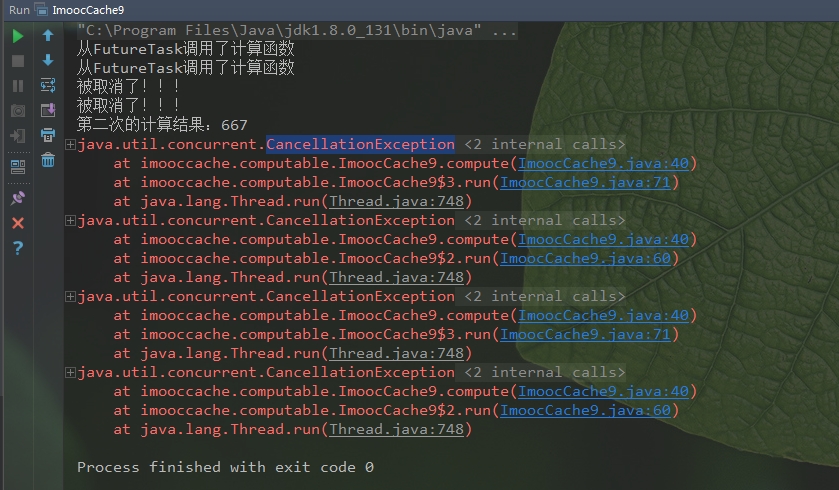 Run ImoocCache9
"C:\Program Files\Java\jdk1.8.0_131\bin\java" ...
从FutureTask调用了计算函数
从FutureTask调用了计算函数
被取消了！！！
被取消了！！！
第二次的计算结果：667
java.util.concurrent.CancellationException <2 internal calls>
at imooccache.computable.ImoocCache9.compute(ImoocCache9.java:40)
at imooccache.computable.ImoocCache9$3.run(ImoocCache9.java:71)
at java.lang.Thread.run(Thread.java:748)
java.util.concurrent.CancellationException <2 internal calls>
at imooccache.computable.ImoocCache9.compute(ImoocCache9.java:40)
at imooccache.computable.ImoocCache9$2.run(ImoocCache9.java:60)
at java.lang.Thread.run(Thread.java:748)
java.util.concurrent.CancellationException <2 internal calls>
at imooccache.computable.ImoocCache9.compute(ImoocCache9.java:40)
at imooccache.computable.ImoocCache9$3.run(ImoocCache9.java:71)
at java.lang.Thread.run(Thread.java:748)
java.util.concurrent.CancellationException <2 internal calls>
at imooccache.computable.ImoocCache9.compute(ImoocCache9.java:40)
at imooccache.computable.ImoocCache9$2.run(ImoocCache9.java:60)
at java.lang.Thread.run(Thread.java:748)
Process finished with exit code 0